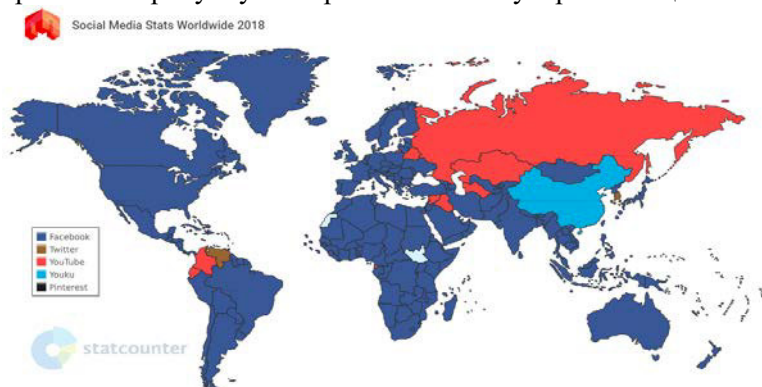 Social Media Stats Worldwide 2018
Facebook
Twitter
YouTube
Youku
Pinterest
statcounter